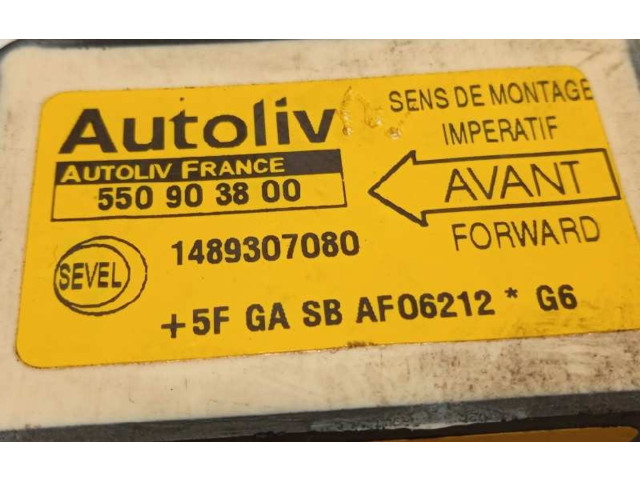 Autoliv
AUTOLIV FRANCE
550 90 38 00
SENS DE MONTAGE
IMPERATIF
AVANT
FORWARD
SEVEL
1489307080
+5F GA SB AF06212 * G6